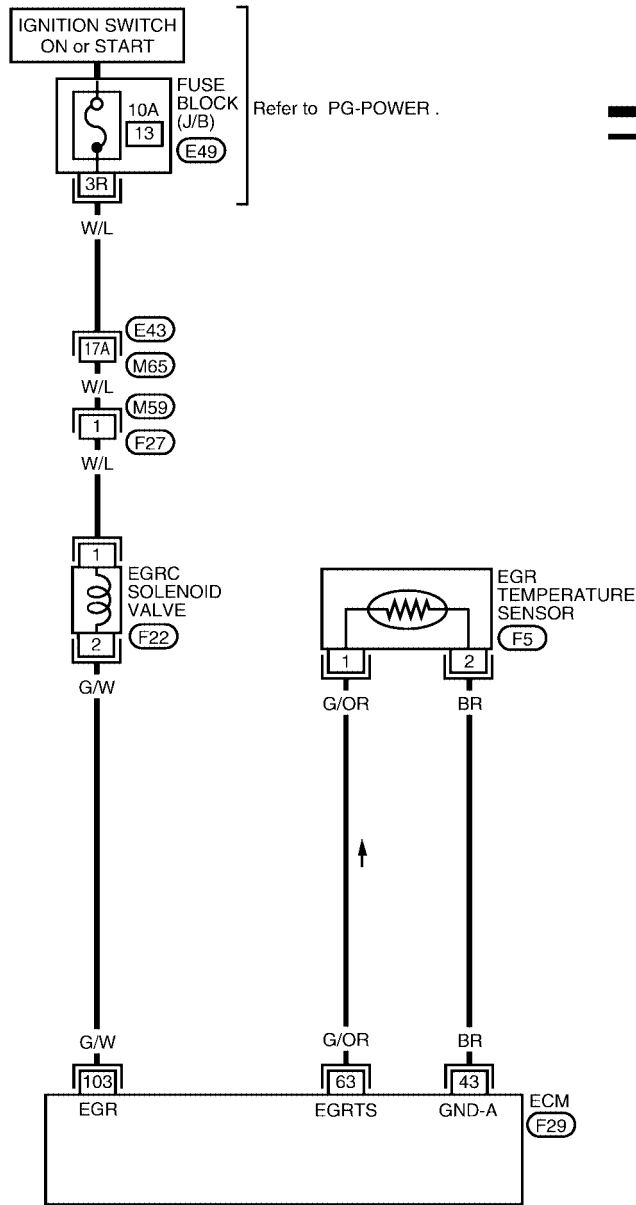 IGNITION SWITCH
ON or START
FUSE
BLOCK
(J/B)
10A
13
E49
Refer to PG-POWER .
3R
W/L
E43
17A
M65
W/L
M59
1
F27
W/L
1
EGRC
SOLENOID
VALVE
2
F22
G/W
EGR
TEMPERATURE
SENSOR
F5
1
2
G/OR
BR
G/W
G/OR
BR
103
63
43
EGR
EGRTS
GND-A
ECM
F29